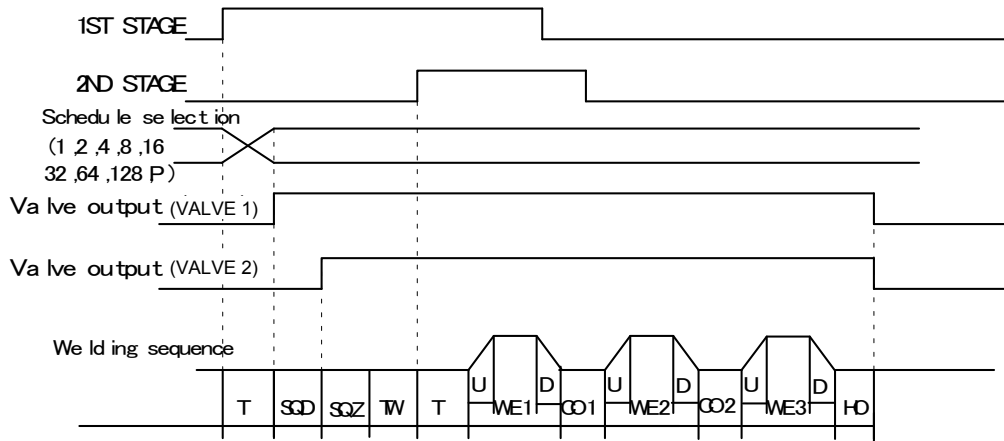 1ST STAGE
2ND STAGE
Schedule selection
(1,2,4,8,16
32,64,128,P)
Valve output (VALVE 1)
Valve output (VALVE 2)
Welding sequence
T SQD SQZ TW T U WE1 D CO1 U WE2 D CO2 U WE3 D HO